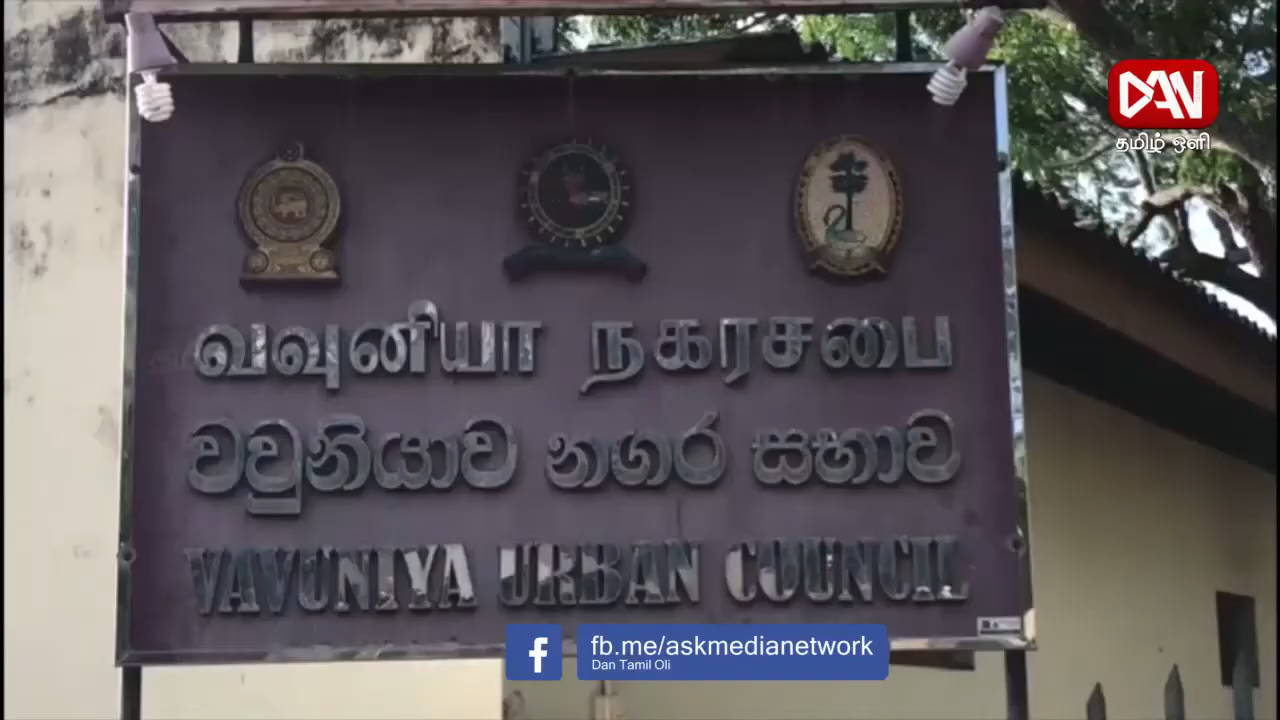 DAN
தமிழ் ஒளி
வவுனியா நகரசபை
වවුනියාව නගර සභාව
VAVUNIYA URBAN COUNCIL
fb.me/askmedianetwork
Dan Tamil Oli